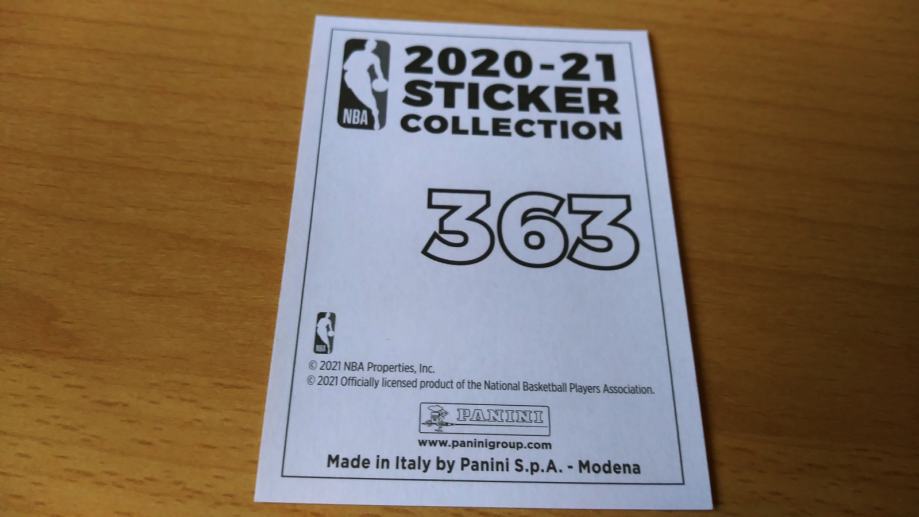 2020-21
STICKER
COLLECTION
NBA
363
NBA
© 2021 NBA Properties, Inc.
© 2021 Officially licensed product of the National Basketball Players Association.
PANINI
www.paninigroup.com
Made in Italy by Panini S.p.A. - Modena